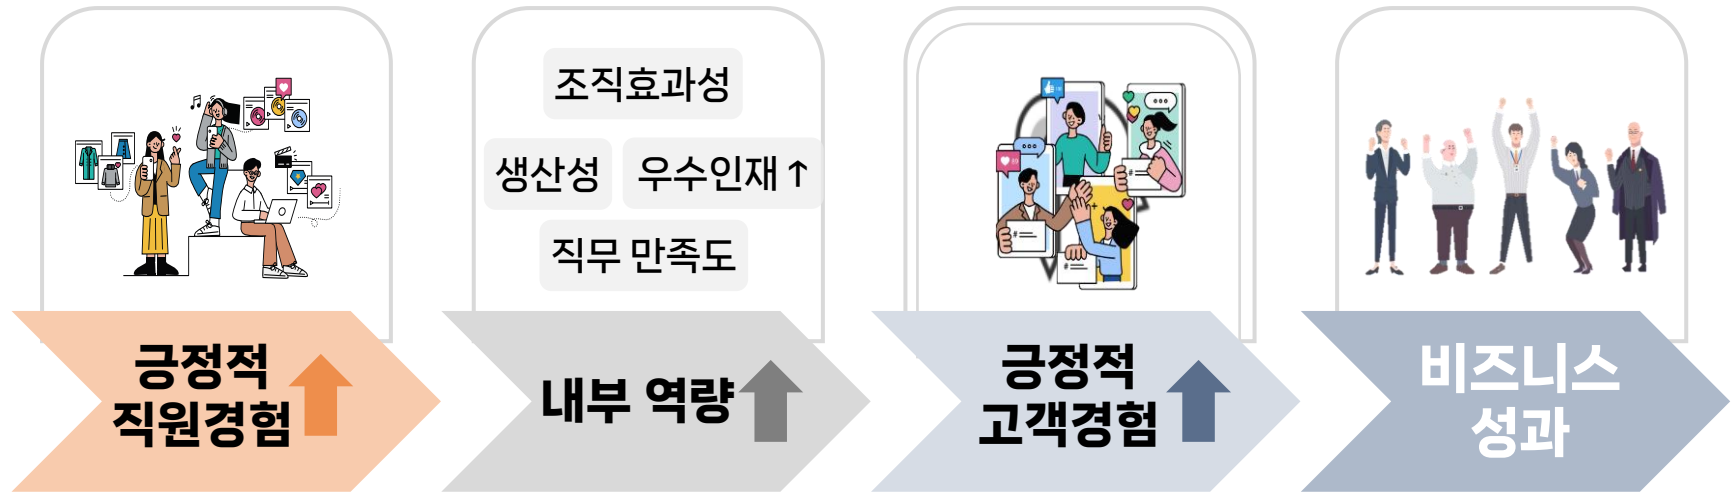 조직효과성
생산성
우수인재↑
직무 만족도
긍정적
직원경험
내부 역량
긍정적
고객경험
비즈니스
성과